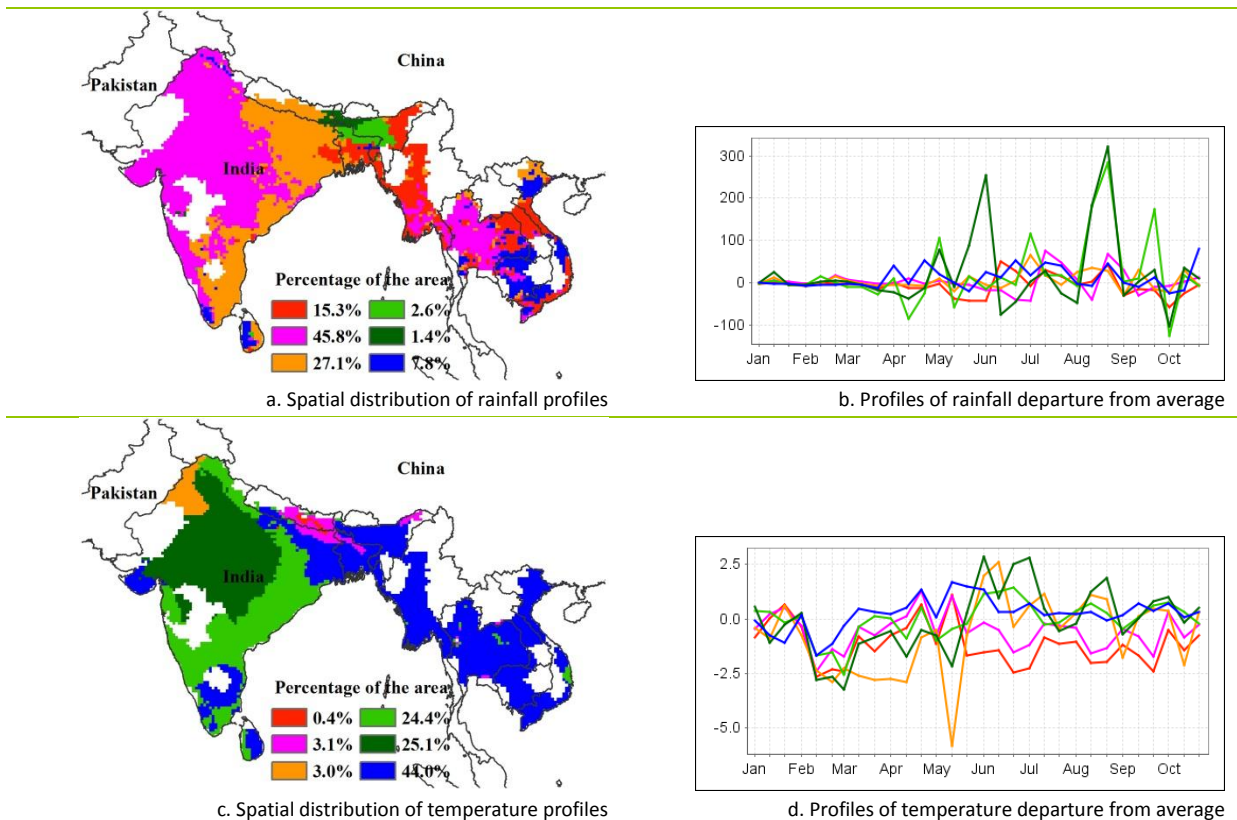 China
Pakistan
India
Percentage of the area
15.3% 2.6%
45.8% 1.4%
27.1% 7.8%
a. Spatial distribution of rainfall profiles
300
200
100
0
-100
Jan Feb Mar Apr May Jun Jul Aug Sep Oct
b. Profiles of rainfall departure from average
China
Pakistan
India
Percentage of the area
0.4% 24.4%
3.1% 25.1%
3.0% 44.0%
c. Spatial distribution of temperature profiles
2.5
0.0
-2.5
-5.0
Jan Feb Mar Apr May Jun Jul Aug Sep Oct
d. Profiles of temperature departure from average